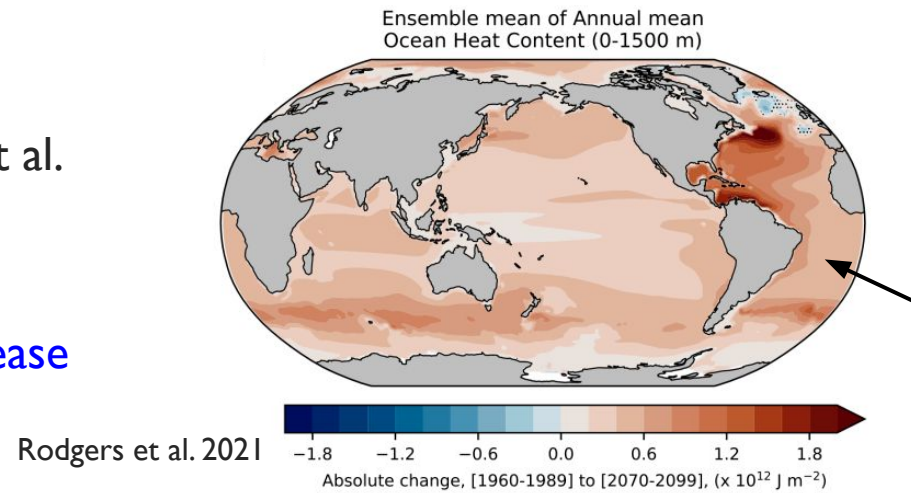 Ensemble mean of Annual mean
Ocean Heat Content (0-1500 m)
t al.
ease
Rodgers et al. 2021
−1.8 −1.2 −0.6 0.0 0.6 1.2 1.8
Absolute change, [1960-1989] to [2070-2099], (x 10¹² J m⁻²)